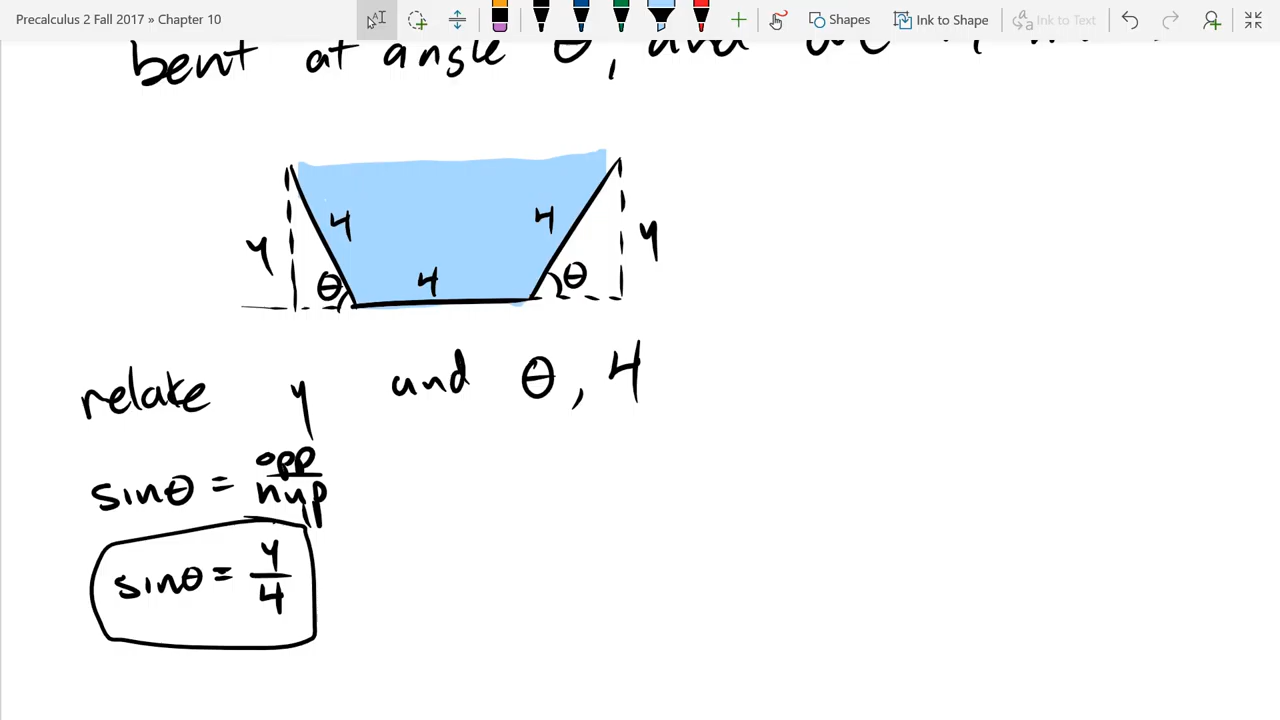 Precalculus 2 Fall 2017 » Chapter 10
Shapes Ink to Shape Ink to Text
bent at angle θ, and
4 4
y y
θ 4 θ
relate y and θ, 4
sinθ = opp
hyp
sinθ = y
4